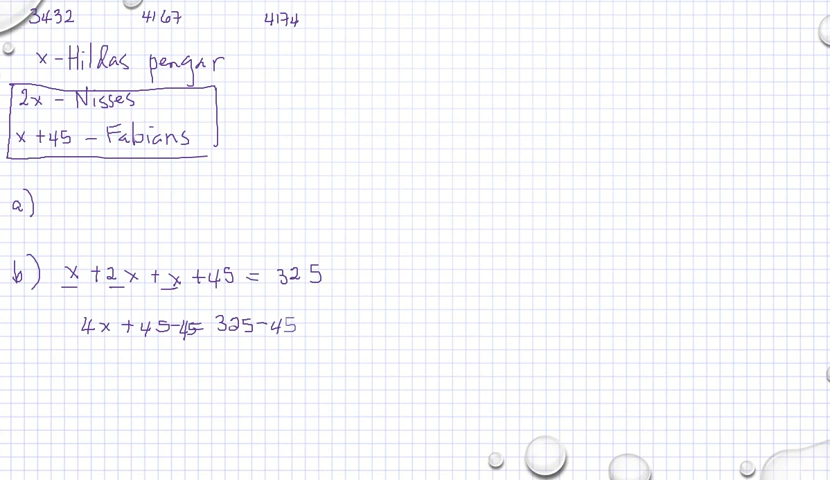 3432 4167 4174
x - Hildas pengar
2x - Nisses
x + 45 - Fabians
a)
b) x + 2x + x + 45 = 325
4x + 45 - 45 = 325 - 45